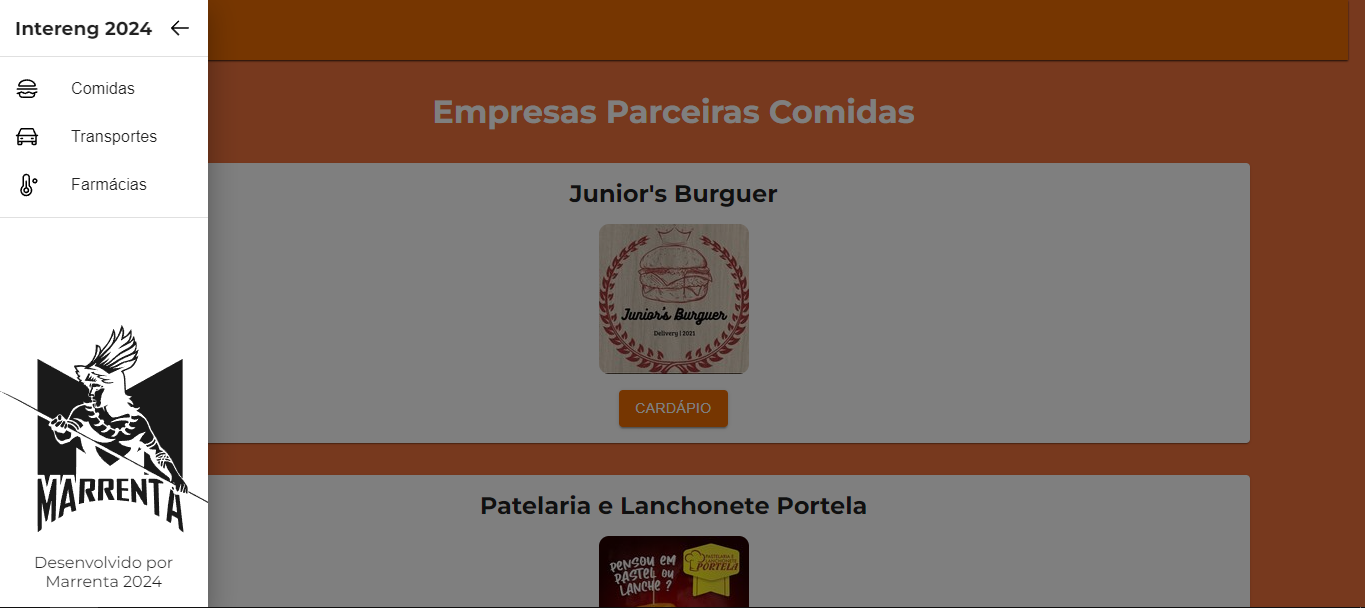 Intereng 2024
Comidas
Transportes
Farmácias
MARRENTA
Desenvolvido por
Marrenta 2024
Empresas Parceiras Comidas
Junior's Burguer
Junior's Burguer
Delivery | 2021
CARDÁPIO
Patelaria e Lanchonete Portela
PENSOU EM
PASTEL OU
LANCHE ?
PASTELARIA E
LANCHONETE
PORTELA